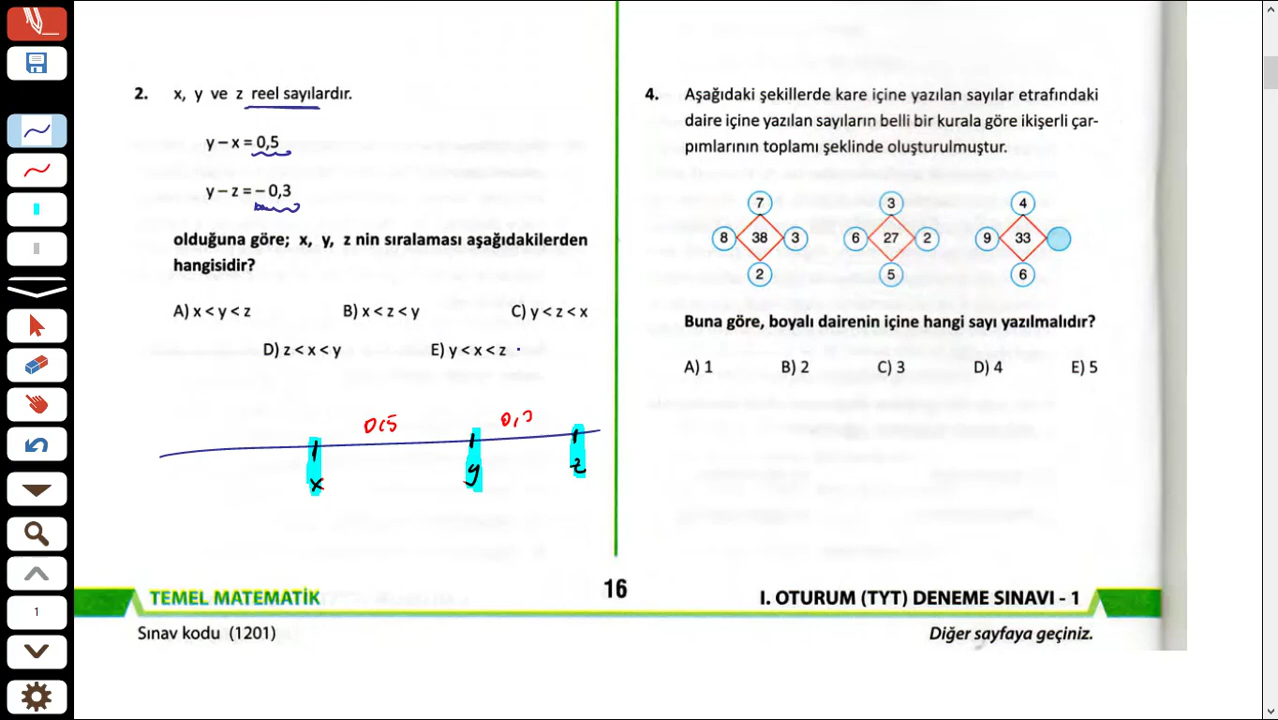 2. x, y ve z reel sayılardır.
y – x = 0,5
y – z = – 0,3
olduğuna göre; x, y, z nin sıralaması aşağıdakilerden
hangisidir?
A) x < y < z B) x < z < y C) y < z < x
D) z < x < y E) y < x < z
0,5 0,3
x y z
4. Aşağıdaki şekillerde kare içine yazılan sayılar etrafındaki
daire içine yazılan sayıların belli bir kurala göre ikişerli çar-
pımlarının toplamı şeklinde oluşturulmuştur.
7 3 4
8 38 3 6 27 2 9 33
2 5 6
Buna göre, boyalı dairenin içine hangi sayı yazılmalıdır?
A) 1 B) 2 C) 3 D) 4 E) 5
TEMEL MATEMATİK 16 I. OTURUM (TYT) DENEME SINAVI - 1
Sınav kodu (1201) Diğer sayfaya geçiniz.
1